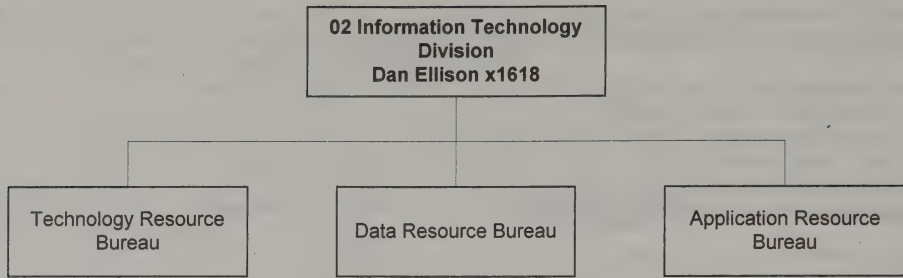 02 Information Technology
Division
Dan Ellison x1618
Technology Resource
Bureau
Data Resource Bureau
Application Resource
Bureau